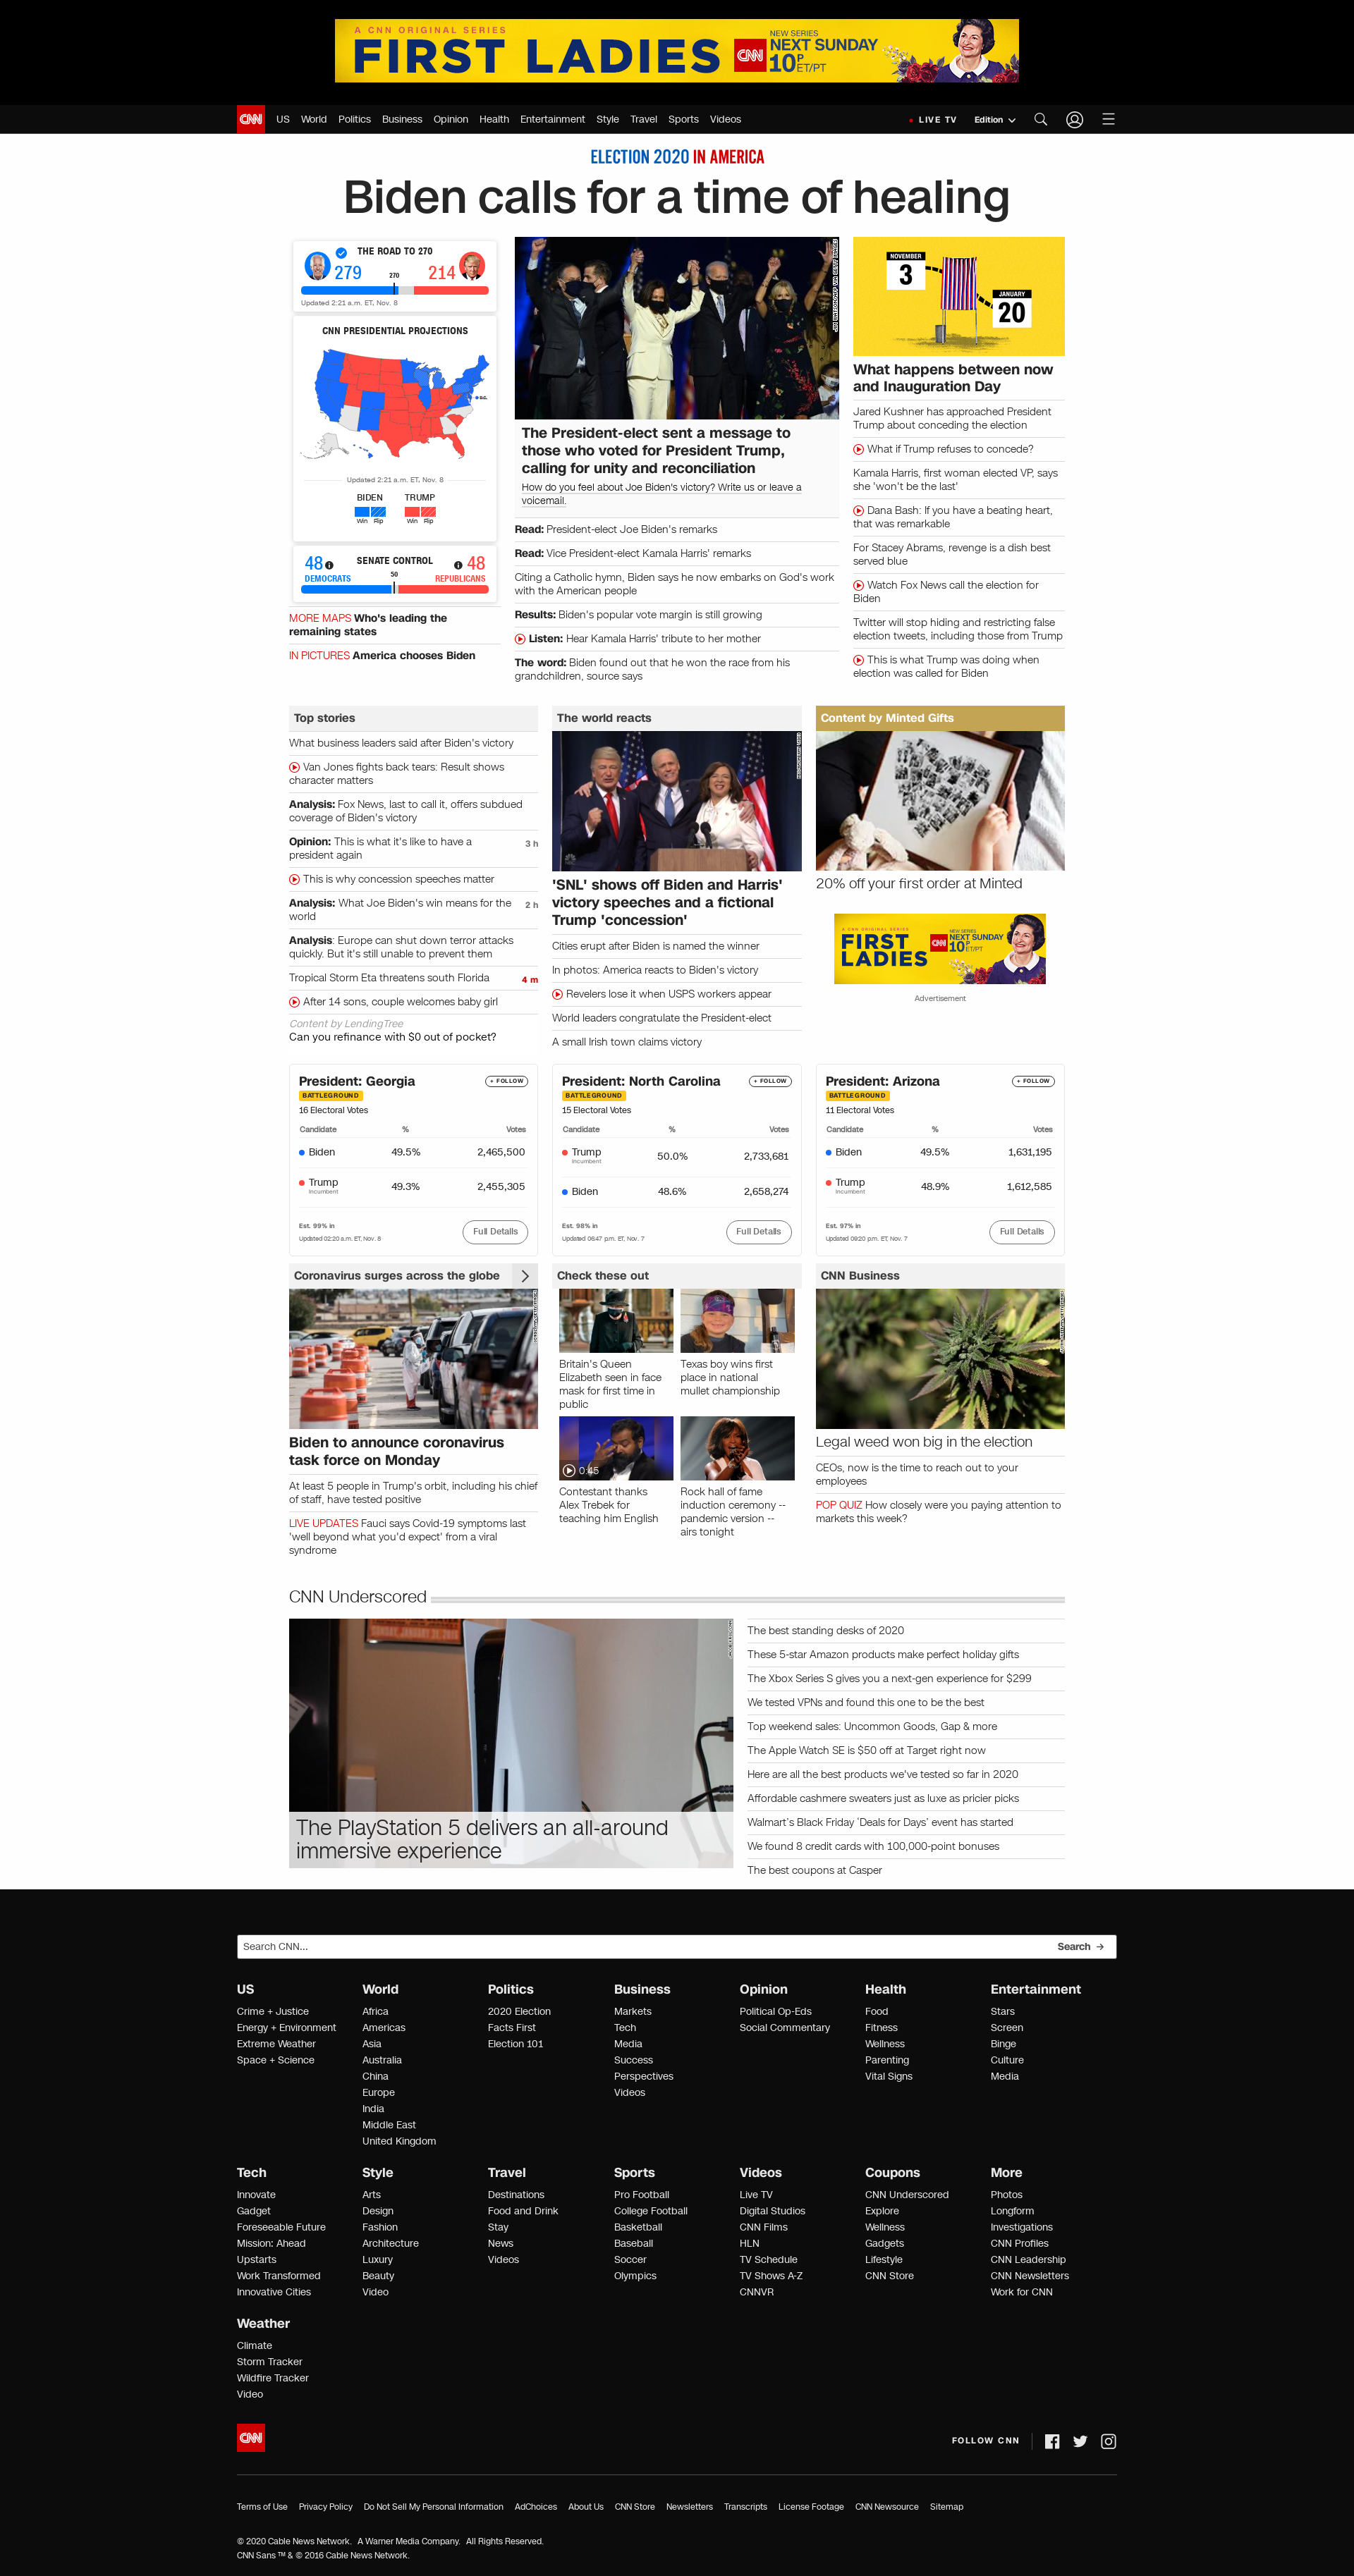 A CNN ORIGINAL SERIES
FIRST LADIES
CNN
NEW SERIES
NEXT SUNDAY
10P ET/PT
CNN
US World Politics Business Opinion Health Entertainment Style Travel Sports Videos
LIVE TV Edition
ELECTION 2020 IN AMERICA
Biden calls for a time of healing
THE ROAD TO 270
279
270
214
Updated 2:21 a.m. ET, Nov. 8
CNN PRESIDENTIAL PROJECTIONS
D.C.
Updated 2:21 a.m. ET, Nov. 8
BIDEN TRUMP
Win Flip Win Flip
48 SENATE CONTROL 48
DEMOCRATS 50 REPUBLICANS
MORE MAPS Who's leading the
remaining states
IN PICTURES America chooses Biden
The President-elect sent a message to
those who voted for President Trump,
calling for unity and reconciliation
How do you feel about Joe Biden's victory? Write us or leave a
voicemail.
Read: President-elect Joe Biden's remarks
Read: Vice President-elect Kamala Harris' remarks
Citing a Catholic hymn, Biden says he now embarks on God's work
with the American people
Results: Biden's popular vote margin is still growing
Listen: Hear Kamala Harris' tribute to her mother
The word: Biden found out that he won the race from his
grandchildren, source says
NOVEMBER
3
JANUARY
20
What happens between now
and Inauguration Day
Jared Kushner has approached President
Trump about conceding the election
What if Trump refuses to concede?
Kamala Harris, first woman elected VP, says
she 'won't be the last'
Dana Bash: If you have a beating heart,
that was remarkable
For Stacey Abrams, revenge is a dish best
served blue
Watch Fox News call the election for
Biden
Twitter will stop hiding and restricting false
election tweets, including those from Trump
This is what Trump was doing when
election was called for Biden
Top stories
What business leaders said after Biden's victory
Van Jones fights back tears: Result shows
character matters
Analysis: Fox News, last to call it, offers subdued
coverage of Biden's victory
Opinion: This is what it's like to have a
president again
3 h
This is why concession speeches matter
Analysis: What Joe Biden's win means for the
world
2 h
Analysis: Europe can shut down terror attacks
quickly. But it's still unable to prevent them
Tropical Storm Eta threatens south Florida
4 m
After 14 sons, couple welcomes baby girl
Content by LendingTree
Can you refinance with $0 out of pocket?
The world reacts
'SNL' shows off Biden and Harris'
victory speeches and a fictional
Trump 'concession'
Cities erupt after Biden is named the winner
In photos: America reacts to Biden's victory
Revelers lose it when USPS workers appear
World leaders congratulate the President-elect
A small Irish town claims victory
Content by Minted Gifts
20% off your first order at Minted
A CNN ORIGINAL SERIES
FIRST
LADIES
CNN
NEW SERIES
NEXT SUNDAY
10P ET/PT
Advertisement
President: Georgia + FOLLOW
BATTLEGROUND
16 Electoral Votes
Candidate % Votes
Biden 49.5% 2,465,500
Trump 49.3% 2,455,305
Incumbent
Est. 99% in
Updated 02:20 a.m. ET, Nov. 8
Full Details
President: North Carolina + FOLLOW
BATTLEGROUND
15 Electoral Votes
Candidate % Votes
Trump 50.0% 2,733,681
Incumbent
Biden 48.6% 2,658,274
Est. 98% in
Updated 06:47 p.m. ET, Nov. 7
Full Details
President: Arizona + FOLLOW
BATTLEGROUND
11 Electoral Votes
Candidate % Votes
Biden 49.5% 1,631,195
Trump 48.9% 1,612,585
Incumbent
Est. 97% in
Updated 09:20 p.m. ET, Nov. 7
Full Details
Coronavirus surges across the globe
Biden to announce coronavirus
task force on Monday
At least 5 people in Trump's orbit, including his chief
of staff, have tested positive
LIVE UPDATES Fauci says Covid-19 symptoms last
'well beyond what you'd expect' from a viral
syndrome
Check these out
Britain's Queen
Elizabeth seen in face
mask for first time in
public
Texas boy wins first
place in national
mullet championship
0:45
Contestant thanks
Alex Trebek for
teaching him English
Rock hall of fame
induction ceremony --
pandemic version --
airs tonight
CNN Business
Legal weed won big in the election
CEOs, now is the time to reach out to your
employees
POP QUIZ How closely were you paying attention to
markets this week?
CNN Underscored
The PlayStation 5 delivers an all-around
immersive experience
The best standing desks of 2020
These 5-star Amazon products make perfect holiday gifts
The Xbox Series S gives you a next-gen experience for $299
We tested VPNs and found this one to be the best
Top weekend sales: Uncommon Goods, Gap & more
The Apple Watch SE is $50 off at Target right now
Here are all the best products we've tested so far in 2020
Affordable cashmere sweaters just as luxe as pricier picks
Walmart's Black Friday 'Deals for Days' event has started
We found 8 credit cards with 100,000-point bonuses
The best coupons at Casper
Search CNN...
Search →
US
Crime + Justice
Energy + Environment
Extreme Weather
Space + Science
World
Africa
Americas
Asia
Australia
China
Europe
India
Middle East
United Kingdom
Politics
2020 Election
Facts First
Election 101
Business
Markets
Tech
Media
Success
Perspectives
Videos
Opinion
Political Op-Eds
Social Commentary
Health
Food
Fitness
Wellness
Parenting
Vital Signs
Entertainment
Stars
Screen
Binge
Culture
Media
Tech
Innovate
Gadget
Foreseeable Future
Mission: Ahead
Upstarts
Work Transformed
Innovative Cities
Style
Arts
Design
Fashion
Architecture
Luxury
Beauty
Video
Travel
Destinations
Food and Drink
Stay
News
Videos
Sports
Pro Football
College Football
Basketball
Baseball
Soccer
Olympics
Videos
Live TV
Digital Studios
CNN Films
HLN
TV Schedule
TV Shows A-Z
CNNVR
Coupons
CNN Underscored
Explore
Wellness
Gadgets
Lifestyle
CNN Store
More
Photos
Longform
Investigations
CNN Profiles
CNN Leadership
CNN Newsletters
Work for CNN
Weather
Climate
Storm Tracker
Wildfire Tracker
Video
CNN
FOLLOW CNN
Terms of Use Privacy Policy Do Not Sell My Personal Information AdChoices About Us CNN Store Newsletters Transcripts License Footage CNN Newsource Sitemap
© 2020 Cable News Network. A Warner Media Company. All Rights Reserved.
CNN Sans ™ & © 2016 Cable News Network.